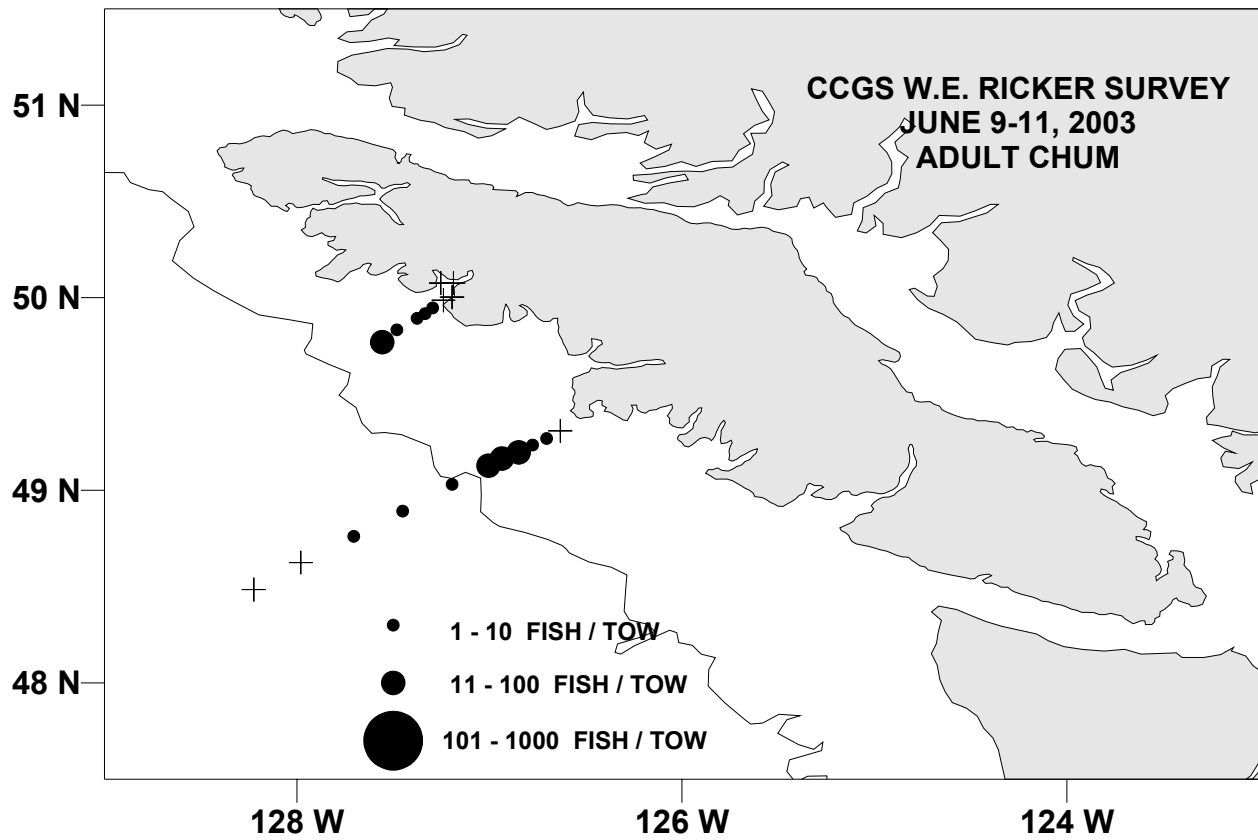 CCGS W.E. RICKER SURVEY
JUNE 9-11, 2003
ADULT CHUM
51 N
50 N
49 N
48 N
1 - 10 FISH / TOW
11 - 100 FISH / TOW
101 - 1000 FISH / TOW
128 W
126 W
124 W